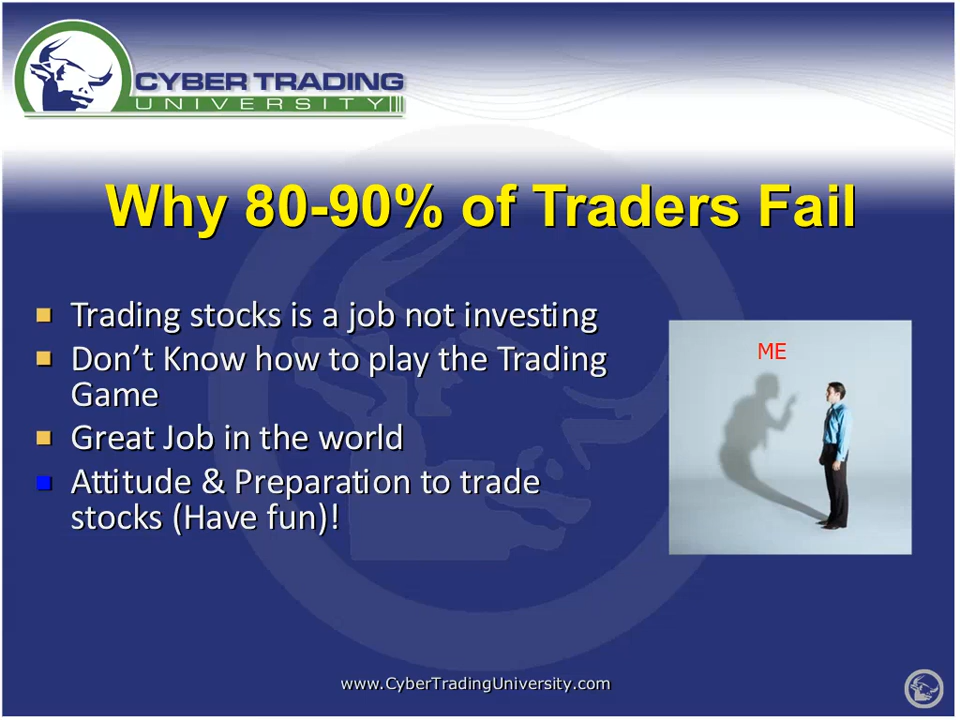 CYBER TRADING
UNIVERSITY
Why 80-90% of Traders Fail
Trading stocks is a job not investing
Don’t Know how to play the Trading
Game
Great Job in the world
Attitude & Preparation to trade
stocks (Have fun)!
ME
www.CyberTradingUniversity.com